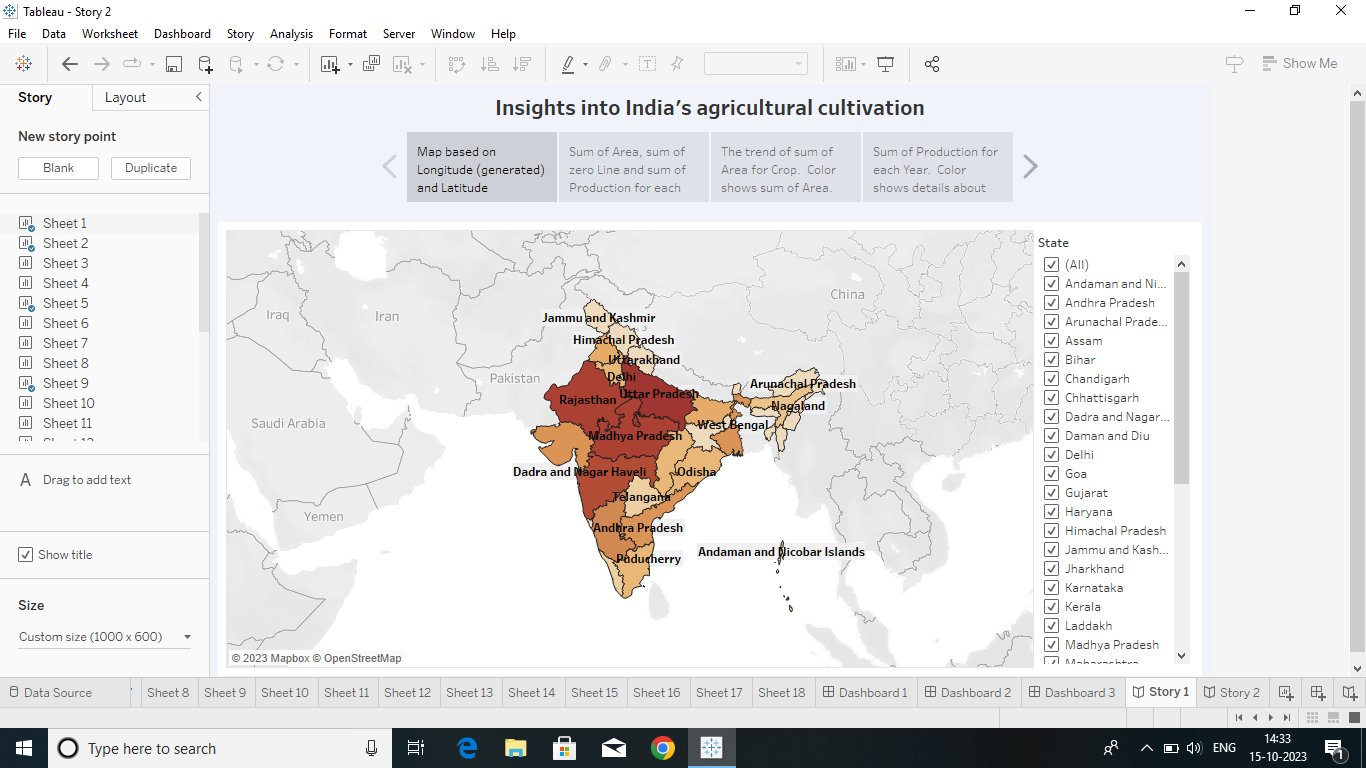 Tableau - Story 2
File Data Worksheet Dashboard Story Analysis Format Server Window Help
Show Me
Story Layout
New story point
Blank Duplicate
Sheet 1
Sheet 2
Sheet 3
Sheet 4
Sheet 5
Sheet 6
Sheet 7
Sheet 8
Sheet 9
Sheet 10
Sheet 11
A Drag to add text
Show title
Size
Custom size (1000 x 600)
Insights into India's agricultural cultivation
Map based on
Longitude (generated)
and Latitude
Sum of Area, sum of
zero Line and sum of
Production for each
The trend of sum of
Area for Crop. Color
shows sum of Area.
Sum of Production for
each Year. Color
shows details about
China
Iraq
Iran
Pakistan
Saudi Arabia
Yemen
Jammu and Kashmir
Himachal Pradesh
Uttarakhand
Delhi
Arunachal Pradesh
Uttar Pradesh
Rajasthan
Nagaland
West Bengal
Madhya Pradesh
Dadra and Nagar Haveli
Odisha
Telangana
Andhra Pradesh
Andaman and Nicobar Islands
Puducherry
© 2023 Mapbox © OpenStreetMap
State
(All)
Andaman and Ni...
Andhra Pradesh
Arunachal Prade...
Assam
Bihar
Chandigarh
Chhattisgarh
Dadra and Nagar...
Daman and Diu
Delhi
Goa
Gujarat
Haryana
Himachal Pradesh
Jammu and Kash...
Jharkhand
Karnataka
Kerala
Laddakh
Madhya Pradesh
Maharashtra
Data Source Sheet 8 Sheet 9 Sheet 10 Sheet 11 Sheet 12 Sheet 13 Sheet 14 Sheet 15 Sheet 16 Sheet 17 Sheet 18 Dashboard 1 Dashboard 2 Dashboard 3 Story 1 Story 2
Type here to search
ENG
14:33
15-10-2023
1